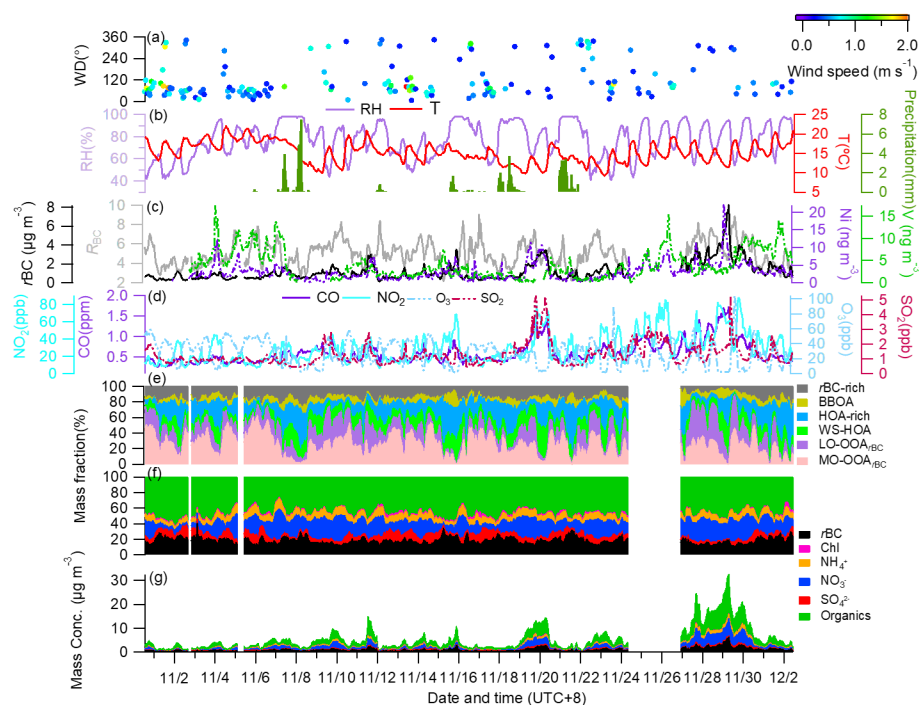 360
240
120
0
WD(°)
(a)
0.0 1.0 2.0
Wind speed (m s⁻¹)
RH T
100
80
60
40
RH(%)
(b)
25
20
15
10
5
T(°C)
8
6
4
2
0
Precipitation(mm)
8
6
4
2
0
rBC (µg m⁻³)
10
8
6
4
2
R_BC
(c)
20
15
10
5
0
Ni(ng m⁻³)
15
10
5
0
V (ng m⁻³)
CO NO₂ O₃ SO₂
80
40
0
NO₂(ppb)
2.0
1.5
1.0
0.5
CO(ppm)
(d)
100
80
60
40
20
0
O₃(ppb)
5
4
3
2
1
0
SO₂(ppb)
100
80
60
40
20
0
(e)
rBC-rich
BBOA
HOA-rich
WS-HOA
LO-OOA_rBC
MO-OOA_rBC
Mass fraction(%)
100
80
60
40
20
0
(f)
rBC
Chl
NH₄⁺
NO₃⁻
SO₄²⁻
Organics
30
20
10
0
Mass Conc. (µg m⁻³)
(g)
11/2 11/4 11/6 11/8 11/10 11/12 11/14 11/16 11/18 11/20 11/22 11/24 11/26 11/28 11/30 12/2
Date and time (UTC+8)